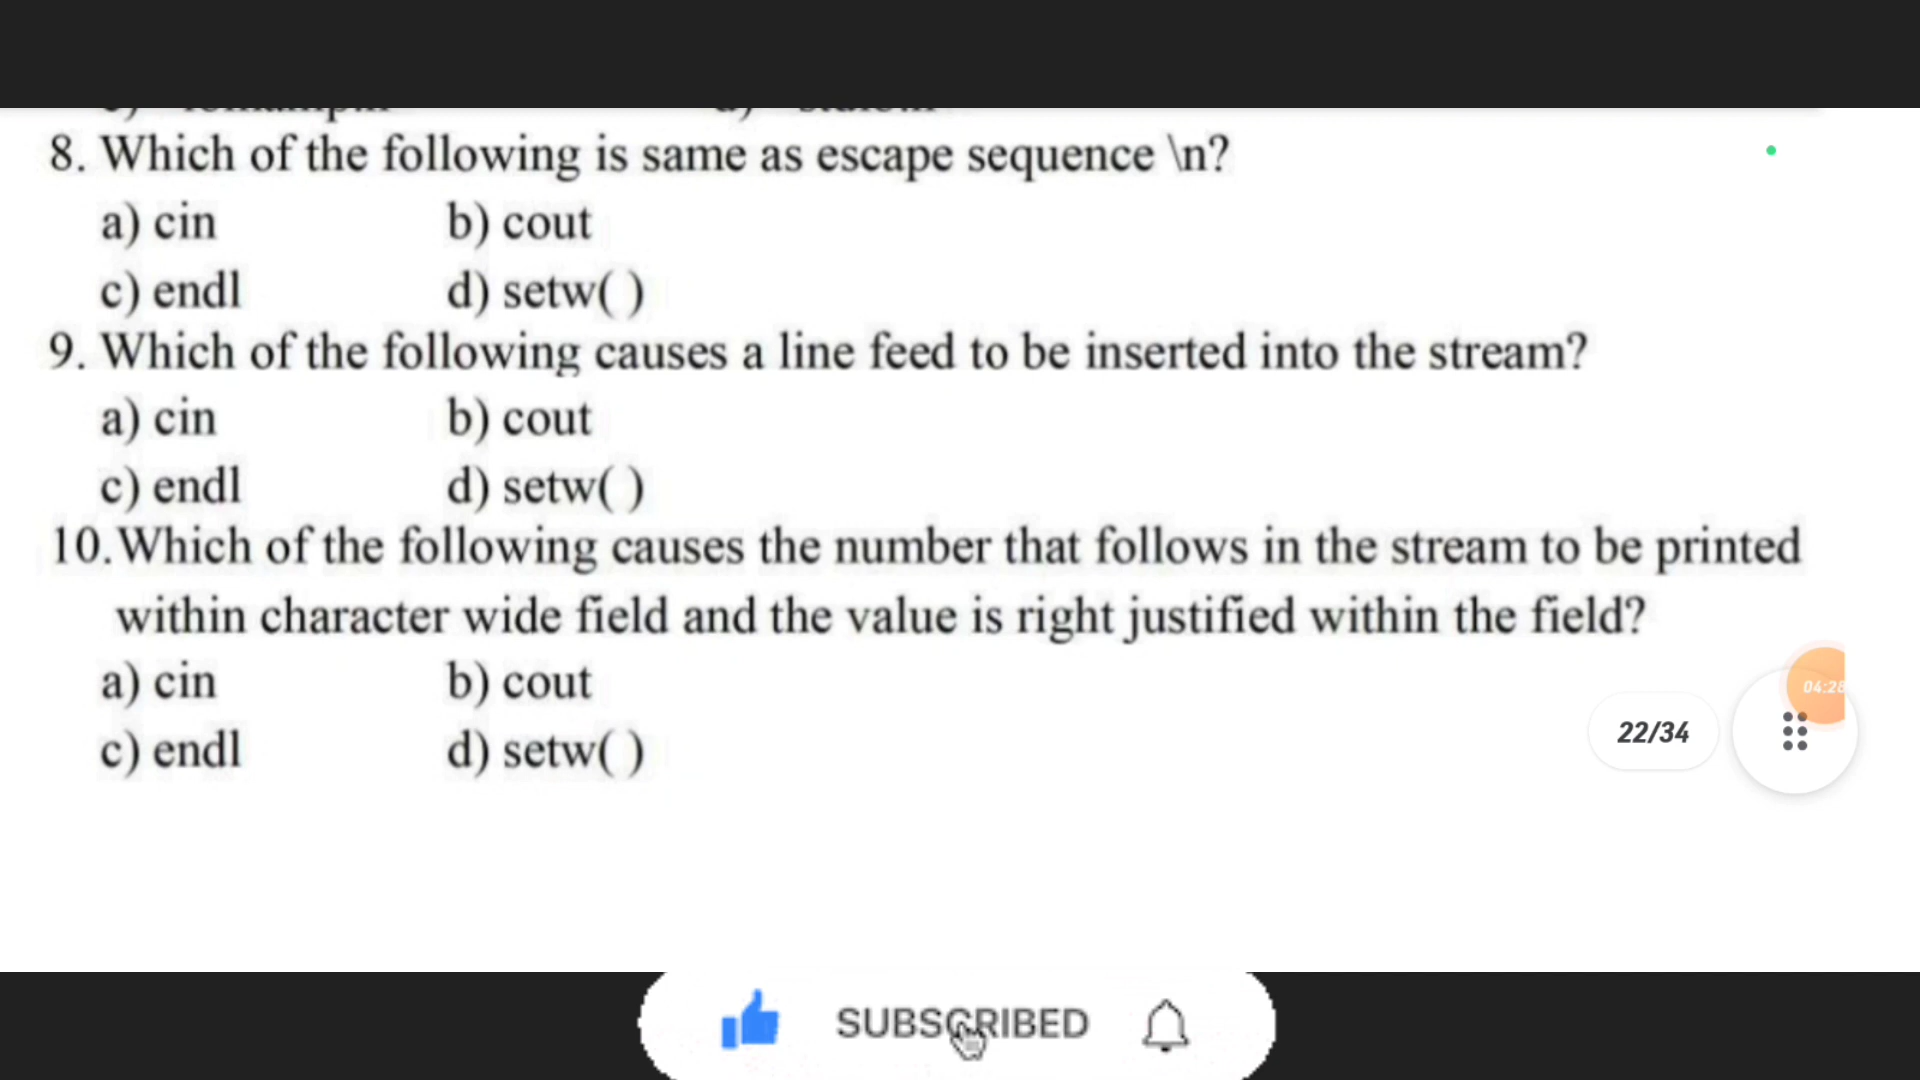 8. Which of the following is same as escape sequence \n?
a) cin b) cout
c) endl d) setw( )
9. Which of the following causes a line feed to be inserted into the stream?
a) cin b) cout
c) endl d) setw( )
10. Which of the following causes the number that follows in the stream to be printed
within character wide field and the value is right justified within the field?
a) cin b) cout
04:28
22/34
c) endl d) setw( )
SUBSCRIBED